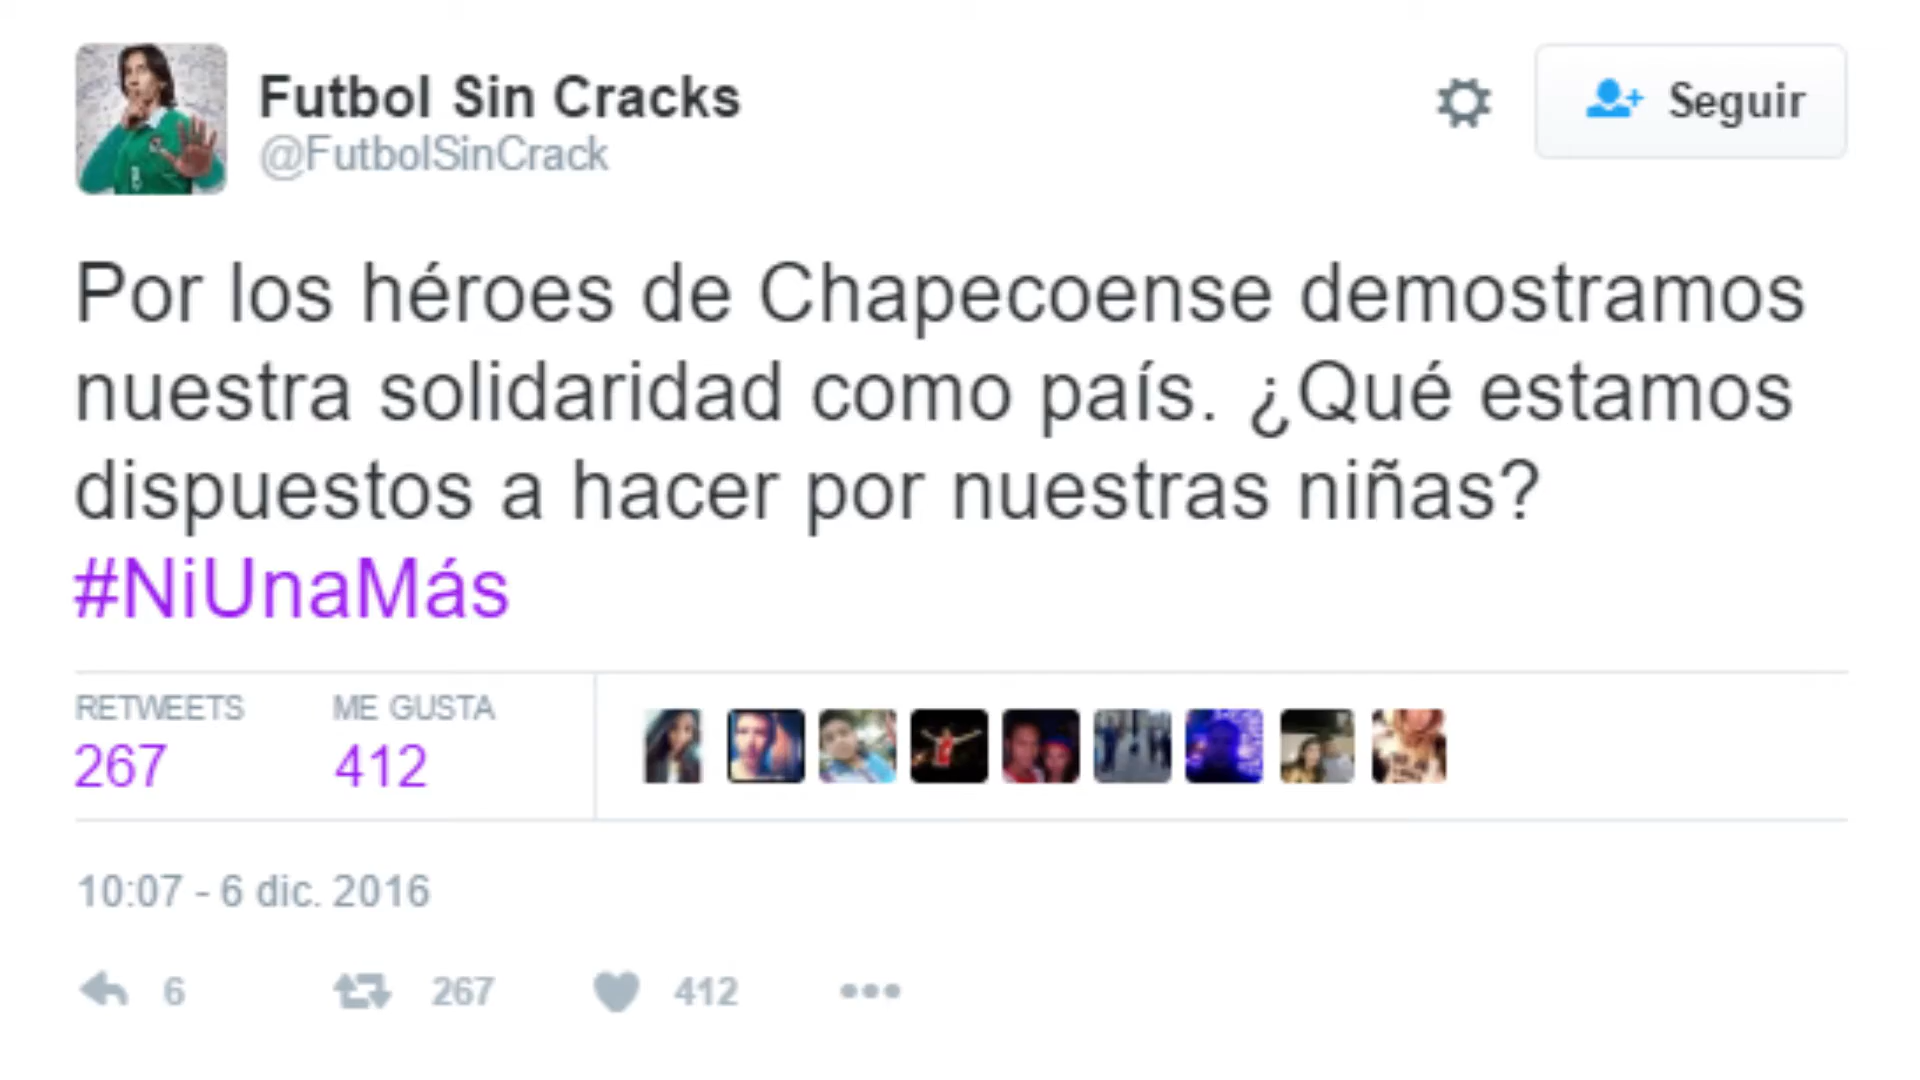 Futbol Sin Cracks
@FutbolSinCrack
Seguir
Por los héroes de Chapecoense demostramos
nuestra solidaridad como país. ¿Qué estamos
dispuestos a hacer por nuestras niñas?
#NiUnaMás
RETWEETS ME GUSTA
267 412
10:07 - 6 dic. 2016
6 267 412